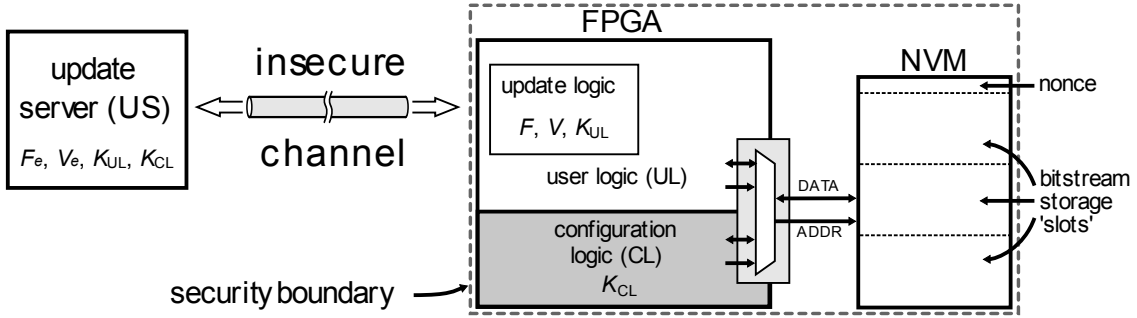 FPGA
NVM
update
server (US)
Fe, Ve, KUL, KCL
insecure
channel
update logic
F, V, KUL
user logic (UL)
configuration
logic (CL)
KCL
DATA
ADDR
nonce
bitstream
storage
'slots'
security boundary